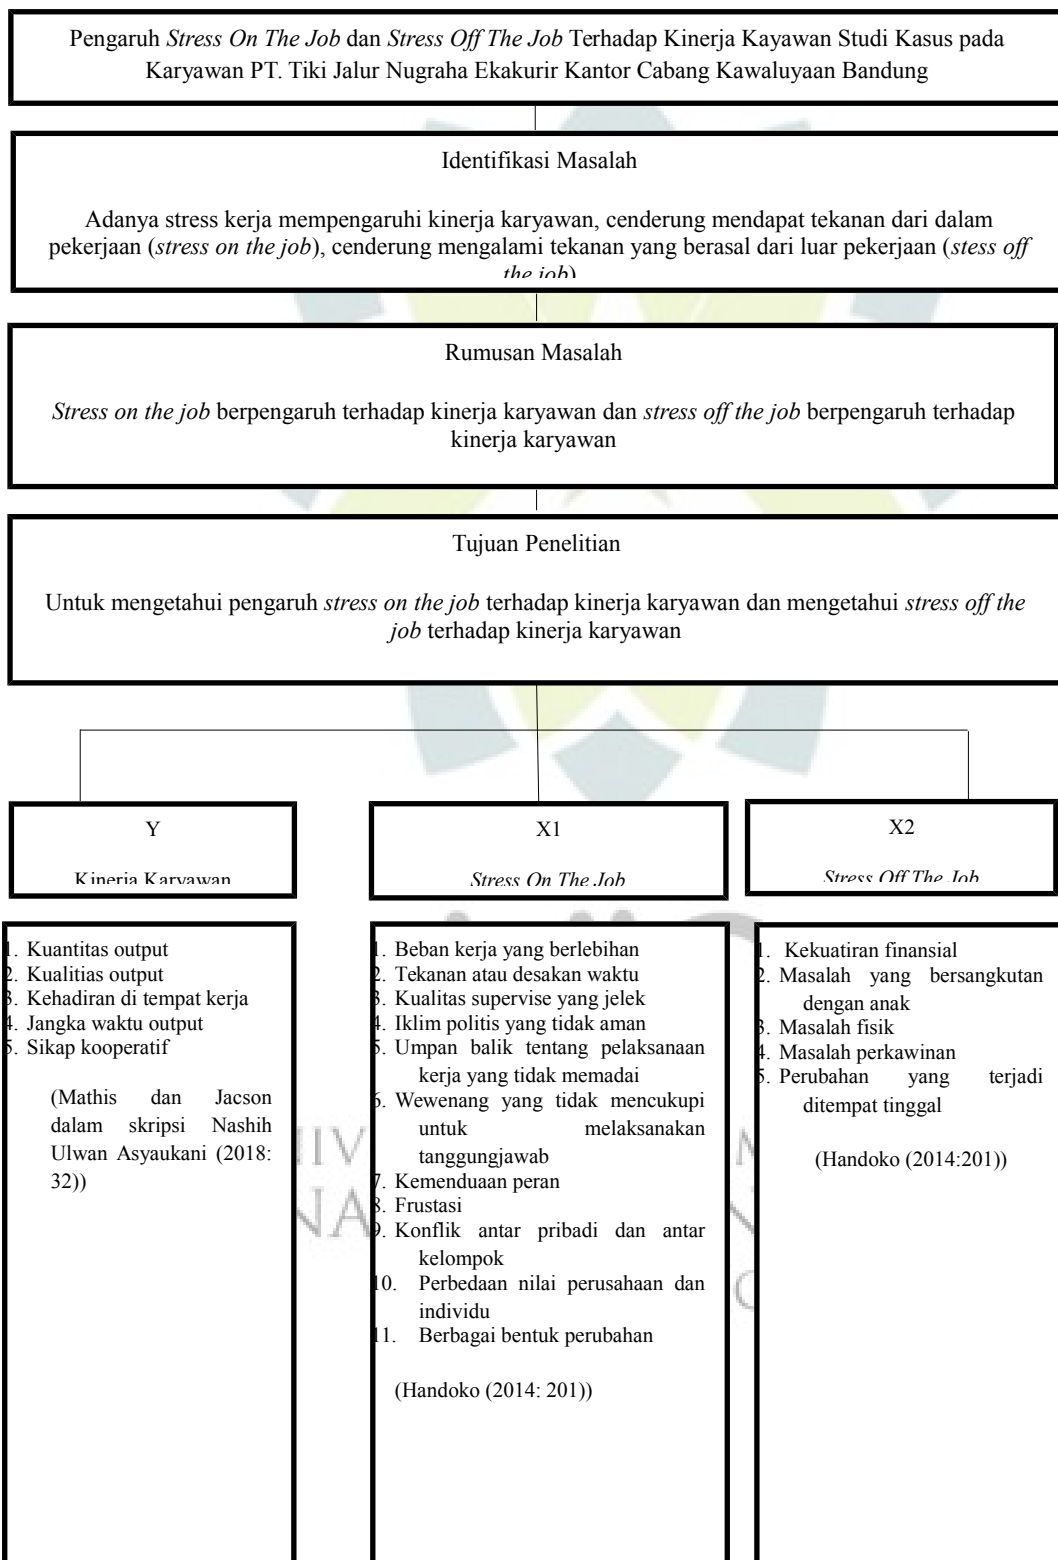 Pengaruh Stress On The Job dan Stress Off The Job Terhadap Kinerja Kayawan Studi Kasus pada
Karyawan PT. Tiki Jalur Nugraha Ekakurir Kantor Cabang Kawaluyaan Bandung
Identifikasi Masalah
Adanya stress kerja mempengaruhi kinerja karyawan, cenderung mendapat tekanan dari dalam
pekerjaan (stress on the job), cenderung mengalami tekanan yang berasal dari luar pekerjaan (stess off
the job)
Rumusan Masalah
Stress on the job berpengaruh terhadap kinerja karyawan dan stress off the job berpengaruh terhadap
kinerja karyawan
Tujuan Penelitian
Untuk mengetahui pengaruh stress on the job terhadap kinerja karyawan dan mengetahui stress off the
job terhadap kinerja karyawan
Y
Kinerja Karyawan
1. Kuantitas output
2. Kualitias output
3. Kehadiran di tempat kerja
4. Jangka waktu output
5. Sikap kooperatif
(Mathis dan Jacson
dalam skripsi Nashih
Ulwan Asyaukani (2018:
32))
X1
Stress On The Job
1. Beban kerja yang berlebihan
2. Tekanan atau desakan waktu
3. Kualitas supervise yang jelek
4. Iklim politis yang tidak aman
5. Umpan balik tentang pelaksanaan
kerja yang tidak memadai
6. Wewenang yang tidak mencukupi
untuk melaksanakan
tanggungjawab
7. Kemenduaan peran
8. Frustasi
9. Konflik antar pribadi dan antar
kelompok
10. Perbedaan nilai perusahaan dan
individu
11. Berbagai bentuk perubahan
(Handoko (2014: 201))
X2
Stress Off The Job
1. Kekuatiran finansial
2. Masalah yang bersangkutan
dengan anak
3. Masalah fisik
4. Masalah perkawinan
5. Perubahan yang terjadi
ditempat tinggal
(Handoko (2014:201))